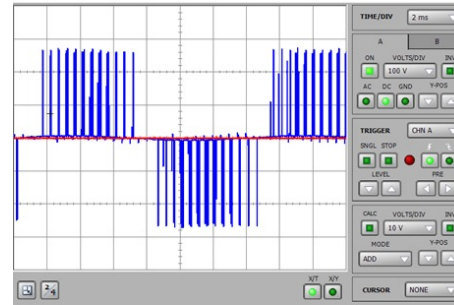 TIME/DIV 2 ms
A B
ON VOLTS/DIV
100 V
AC DC GND Y-POS
TRIGGER CHN A
SNGL STOP
LEVEL PRE
CALC VOLTS/DIV
10 V
MODE Y-POS
ADD
X/T X/Y
CURSOR NONE